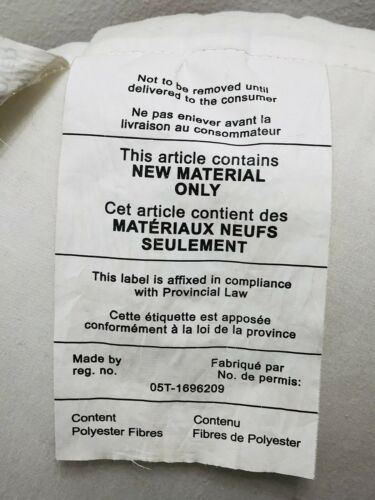 Not to be removed until
delivered to the consumer
Ne pas enlever avant la
livraison au consommateur
This article contains
NEW MATERIAL
ONLY
Cet article contient des
MATÉRIAUX NEUFS
SEULEMENT
This label is affixed in compliance
with Provincial Law
Cette étiquette est apposée
conformément à la loi de la province
Made by
reg. no.
Fabriqué par
No. de permis:
05T-1696209
Content
Polyester Fibres
Contenu
Fibres de Polyester